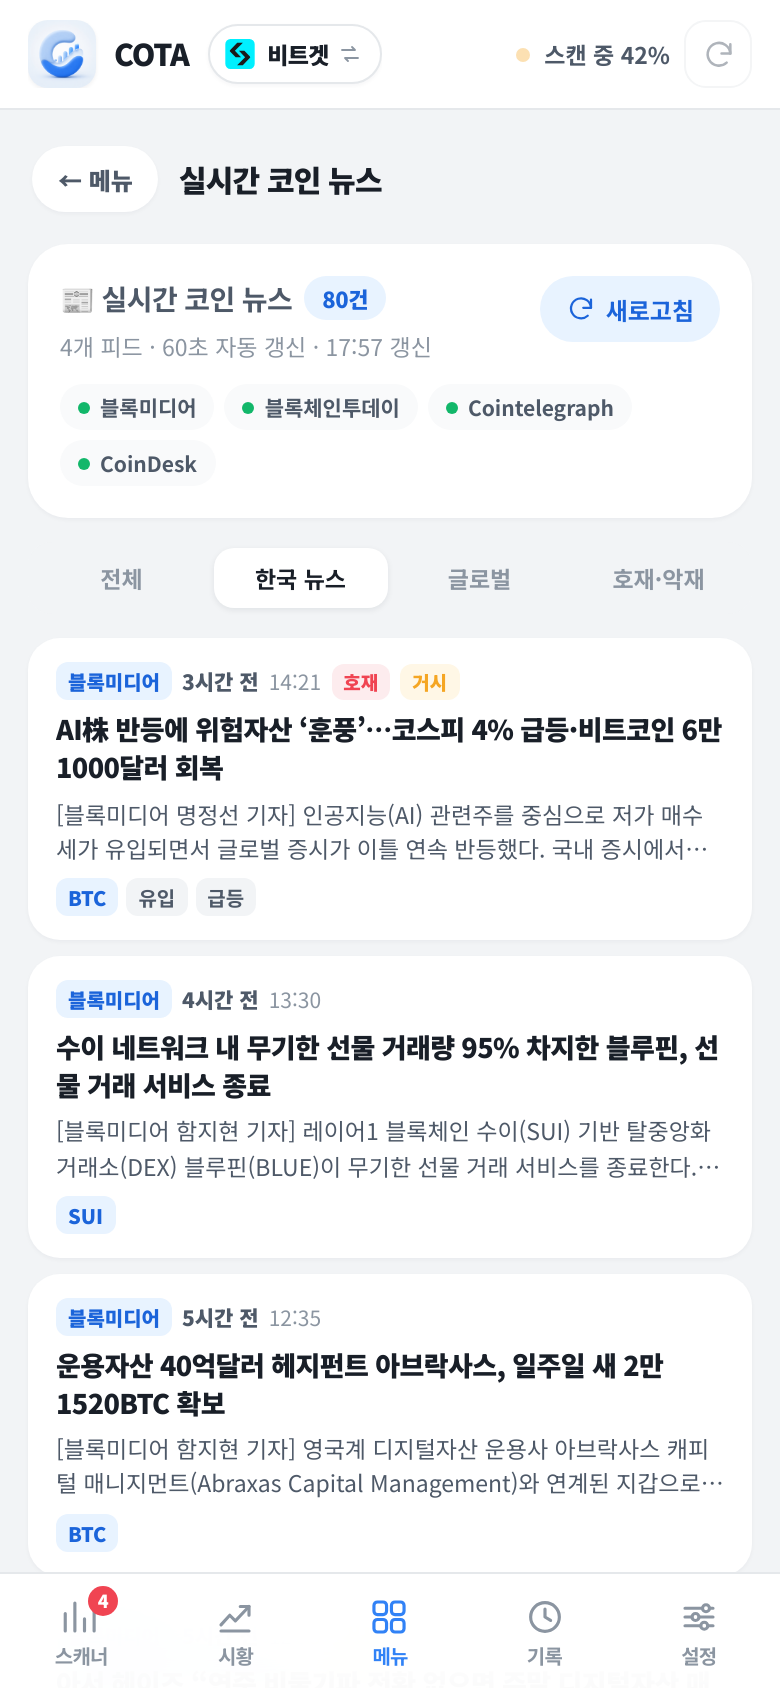 COTA
비트겟
스캔 중 42%
← 메뉴
실시간 코인 뉴스
실시간 코인 뉴스 80건
새로고침
4개 피드 · 60초 자동 갱신 · 17:57 갱신
블록미디어
블록체인투데이
Cointelegraph
CoinDesk
전체
한국 뉴스
글로벌
호재·악재
블록미디어 3시간 전 14:21 호재 거시
AI株 반등에 위험자산 ‘훈풍’…코스피 4% 급등·비트코인 6만
1000달러 회복
[블록미디어 명정선 기자] 인공지능(AI) 관련주를 중심으로 저가 매수
세가 유입되면서 글로벌 증시가 이틀 연속 반등했다. 국내 증시에서…
BTC 유입 급등
블록미디어 4시간 전 13:30
수이 네트워크 내 무기한 선물 거래량 95% 차지한 블루핀, 선
물 거래 서비스 종료
[블록미디어 함지현 기자] 레이어1 블록체인 수이(SUI) 기반 탈중앙화
거래소(DEX) 블루핀(BLUE)이 무기한 선물 거래 서비스를 종료한다.…
SUI
블록미디어 5시간 전 12:35
운용자산 40억달러 헤지펀트 아브락사스, 일주일 새 2만
1520BTC 확보
[블록미디어 함지현 기자] 영국계 디지털자산 운용사 아브락사스 캐피
털 매니지먼트(Abraxas Capital Management)와 연계된 지갑으로…
BTC
4
스캐너
시황
메뉴
기록
설정